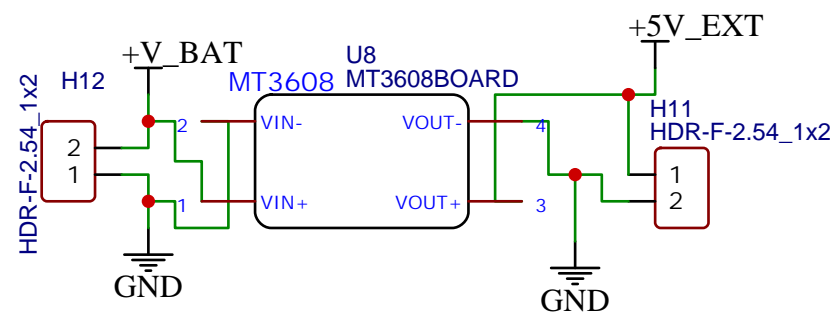 +5V_EXT
+V_BAT
U8
H12
MT3608
MT3608BOARD
H11
HDR-F-2.54_1x2
HDR-F-2.54_1x2
2
VIN-
VOUT-
4
2
1
1
2
1
VIN+
VOUT+
3
GND
GND